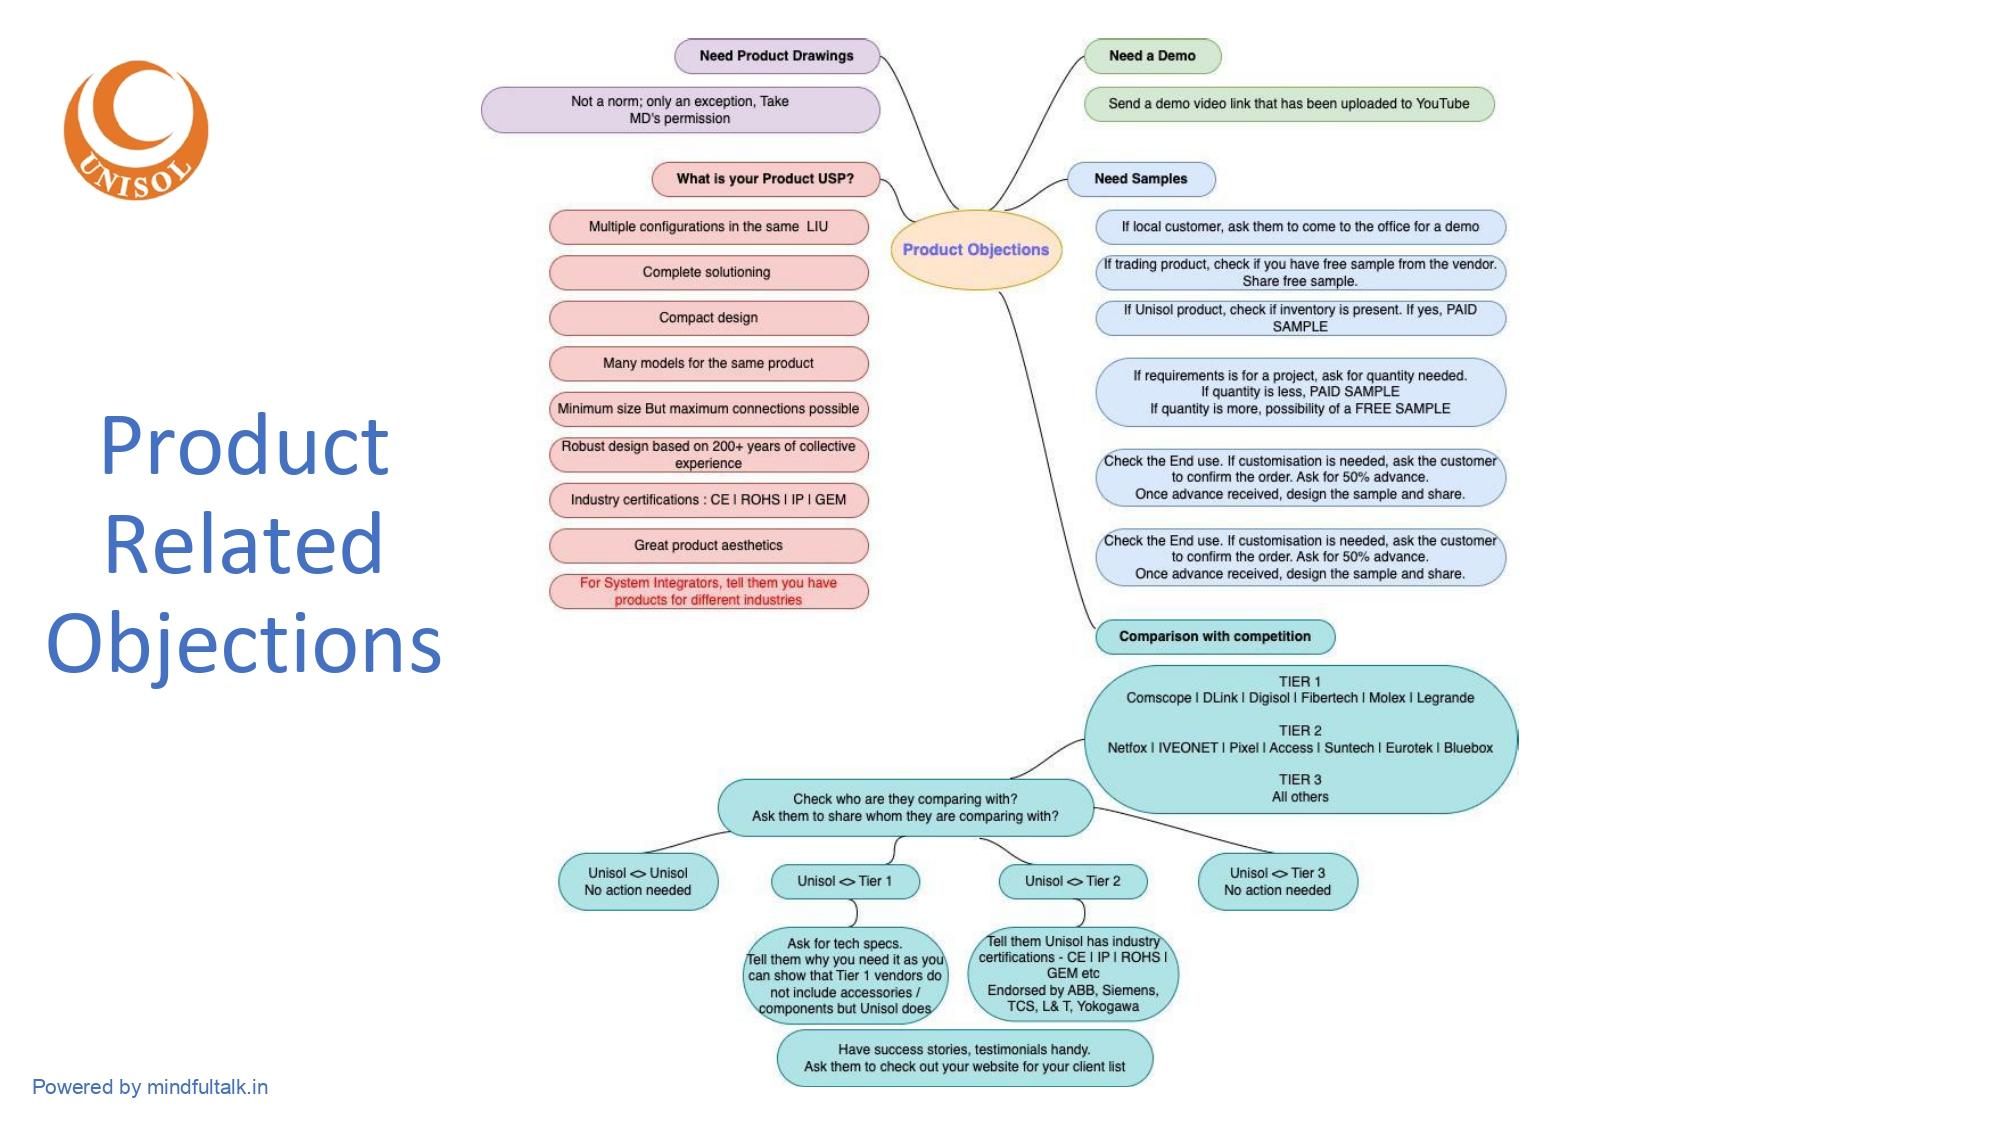 UNISOL
Product
Related
Objections
Powered by mindfultalk.in
Need Product Drawings
Not a norm; only an exception, Take
MD's permission
What is your Product USP?
Multiple configurations in the same LIU
Complete solutioning
Compact design
Many models for the same product
Minimum size But maximum connections possible
Robust design based on 200+ years of collective
experience
Industry certifications : CE | ROHS | IP | GEM
Great product aesthetics
For System Integrators, tell them you have
products for different industries
Product Objections
Need a Demo
Send a demo video link that has been uploaded to YouTube
Need Samples
If local customer, ask them to come to the office for a demo
If trading product, check if you have free sample from the vendor.
Share free sample.
If Unisol product, check if inventory is present. If yes, PAID
SAMPLE
If requirements is for a project, ask for quantity needed.
If quantity is less, PAID SAMPLE
If quantity is more, possibility of a FREE SAMPLE
Check the End use. If customisation is needed, ask the customer
to confirm the order. Ask for 50% advance.
Once advance received, design the sample and share.
Check the End use. If customisation is needed, ask the customer
to confirm the order. Ask for 50% advance.
Once advance received, design the sample and share.
Comparison with competition
TIER 1
Comscope | DLink | Digisol | Fibertech | Molex | Legrande
TIER 2
Netfox | IVEONET | Pixel | Access | Suntech | Eurotek | Bluebox
TIER 3
All others
Check who are they comparing with?
Ask them to share whom they are comparing with?
Unisol <> Unisol
No action needed
Unisol <> Tier 1
Unisol <> Tier 2
Unisol <> Tier 3
No action needed
Ask for tech specs.
Tell them why you need it as you
can show that Tier 1 vendors do
not include accessories /
components but Unisol does
Tell them Unisol has industry
certifications - CE | IP | ROHS |
GEM etc
Endorsed by ABB, Siemens,
TCS, L& T, Yokogawa
Have success stories, testimonials handy.
Ask them to check out your website for your client list